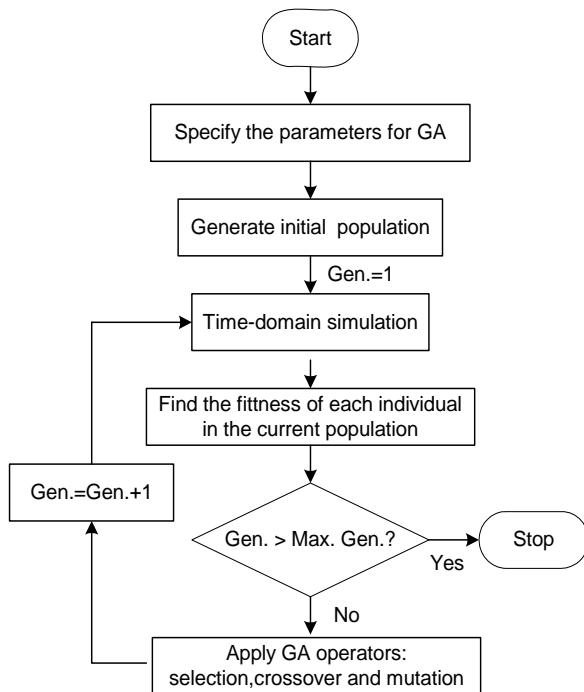 Start
Specify the parameters for GA
Generate initial population
Gen.=1
Time-domain simulation
Find the fittness of each individual
in the current population
Gen.=Gen.+1
Gen. > Max. Gen.?
Yes
Stop
No
Apply GA operators:
selection,crossover and mutation